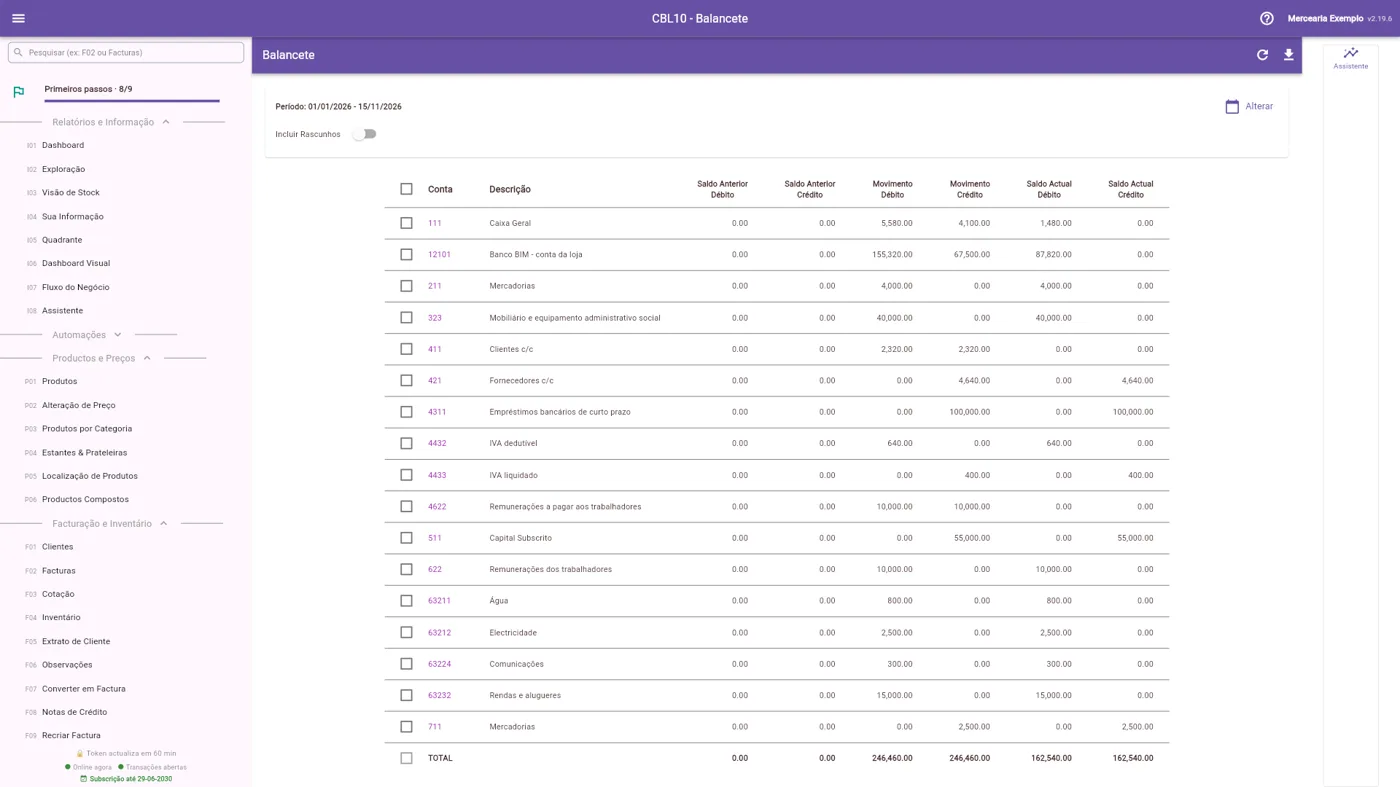 CBL10 - Balancete
Mercearia Exemplo v2.19.6
Pesquisar (ex: F02 ou Facturas)
Primeiros passos · 8/9
Relatórios e Informação
I01 Dashboard
I02 Exploração
I03 Visão de Stock
I04 Sua Informação
I05 Quadrante
I06 Dashboard Visual
I07 Fluxo do Negócio
I08 Assistente
Automações
Productos e Preços
P01 Produtos
P02 Alteração de Preço
P03 Produtos por Categoria
P04 Estantes & Prateleiras
P05 Localização de Produtos
P06 Productos Compostos
Facturação e Inventário
F01 Clientes
F02 Facturas
F03 Cotação
F04 Inventário
F05 Extrato de Cliente
F06 Observações
F07 Converter em Factura
F08 Notas de Crédito
F09 Recriar Factura
Token actualiza em 60 min
Online agora Transacções abertas
Subscrição até 29-06-2030
Balancete
Período: 01/01/2026 - 15/11/2026
Alterar
Incluir Rascunhos
Conta Descrição Saldo Anterior Débito Saldo Anterior Crédito Movimento Débito Movimento Crédito Saldo Actual Débito Saldo Actual Crédito
111 Caixa Geral 0.00 0.00 5,580.00 4,100.00 1,480.00 0.00
12101 Banco BIM - conta da loja 0.00 0.00 155,320.00 67,500.00 87,820.00 0.00
211 Mercadorias 0.00 0.00 4,000.00 0.00 4,000.00 0.00
323 Mobiliário e equipamento administrativo social 0.00 0.00 40,000.00 0.00 40,000.00 0.00
411 Clientes c/c 0.00 0.00 2,320.00 2,320.00 0.00 0.00
421 Fornecedores c/c 0.00 0.00 0.00 4,640.00 0.00 4,640.00
4311 Empréstimos bancários de curto prazo 0.00 0.00 0.00 100,000.00 0.00 100,000.00
4432 IVA dedutível 0.00 0.00 640.00 0.00 640.00 0.00
4433 IVA liquidado 0.00 0.00 0.00 400.00 0.00 400.00
4622 Remunerações a pagar aos trabalhadores 0.00 0.00 10,000.00 10,000.00 0.00 0.00
511 Capital Subscrito 0.00 0.00 0.00 55,000.00 0.00 55,000.00
622 Remunerações dos trabalhadores 0.00 0.00 10,000.00 0.00 10,000.00 0.00
63211 Água 0.00 0.00 800.00 0.00 800.00 0.00
63212 Electricidade 0.00 0.00 2,500.00 0.00 2,500.00 0.00
63224 Comunicações 0.00 0.00 300.00 0.00 300.00 0.00
63232 Rendas e alugueres 0.00 0.00 15,000.00 0.00 15,000.00 0.00
711 Mercadorias 0.00 0.00 0.00 2,500.00 0.00 2,500.00
TOTAL 0.00 0.00 246,460.00 246,460.00 162,540.00 162,540.00
Assistente